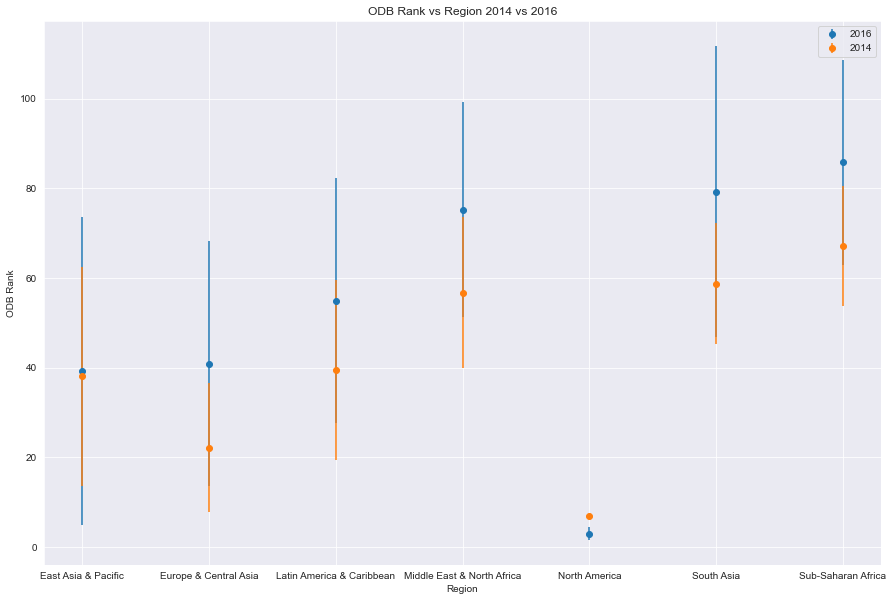 ODB Rank vs Region 2014 vs 2016
2016
2014
ODB Rank
100
80
60
40
20
0
East Asia & Pacific
Europe & Central Asia
Latin America & Caribbean
Middle East & North Africa
North America
South Asia
Sub-Saharan Africa
Region